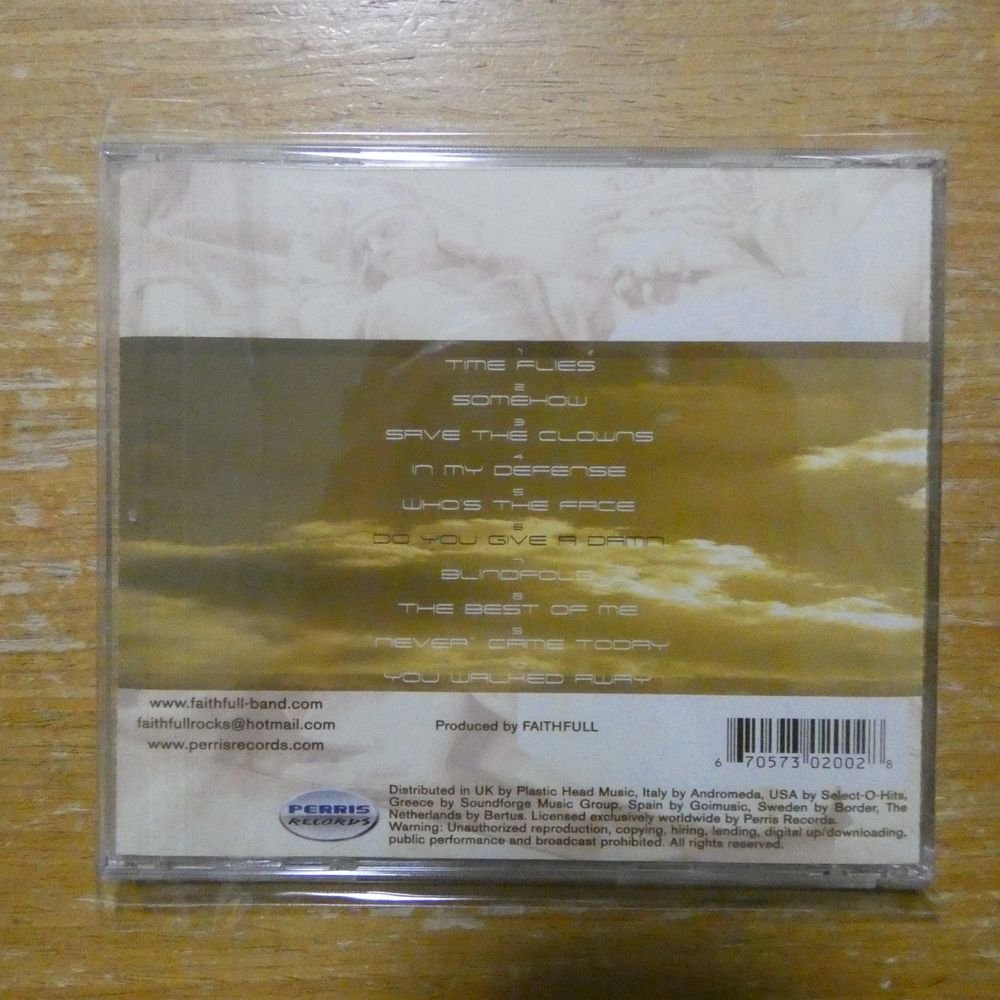 1
TIME FLIES
2
SOMEHOW
3
SAVE THE CLOWNS
4
IN MY DEFENSE
5
WHO'S THE FACE
6
DO YOU GIVE A DAMN
7
BLINDFOLD
8
THE BEST OF ME
9
"NEVER" CAME TODAY
10
YOU WALKED AWAY
www.faithfull-band.com
faithfullrocks@hotmail.com
www.perrisrecords.com
Produced by FAITHFULL
6 70573 02002 8
PERRIS
RECORDS
Distributed in UK by Plastic Head Music, Italy by Andromeda, USA by Select-O-Hits,
Greece by Soundforge Music Group, Spain by Goimusic, Sweden by Border, The
Netherlands by Bertus. Licensed exclusively worldwide by Perris Records.
Warning: Unauthorized reproduction, copying, hiring, lending, digital up/downloading,
public performance and broadcast prohibited. All rights reserved.